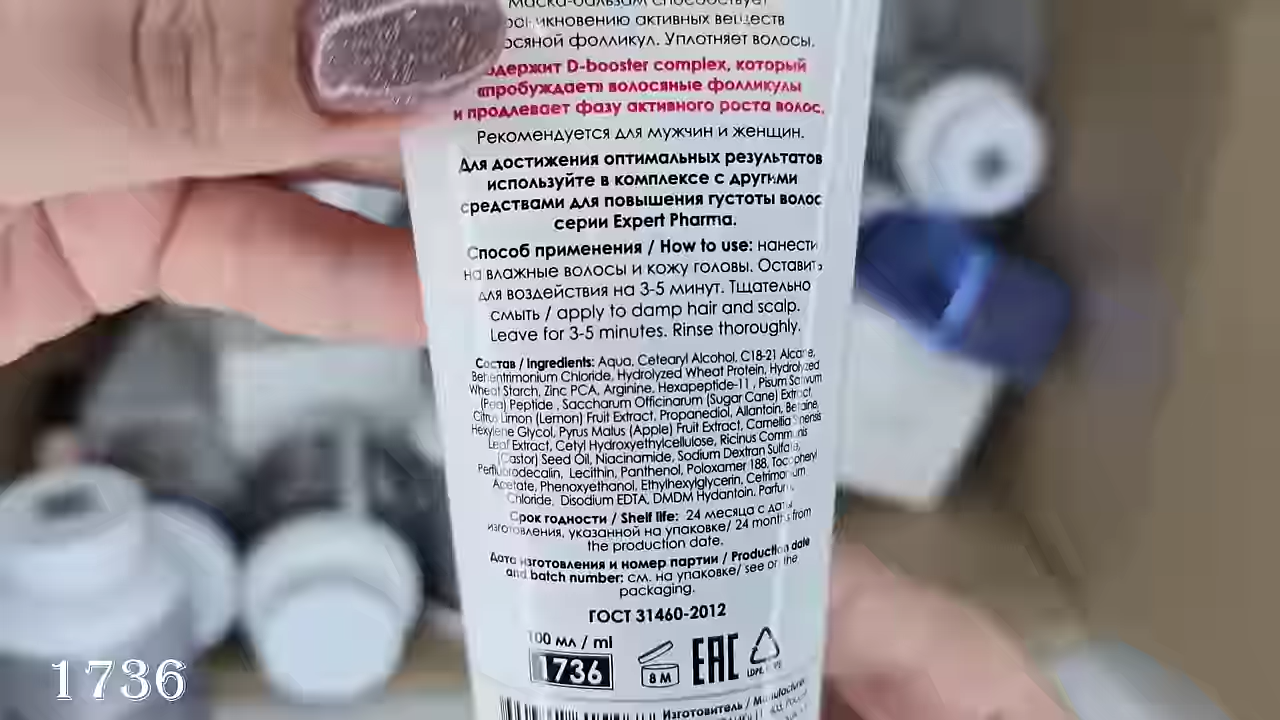 Маска-бальзам способствует
активных веществ
фолликул. Уплотняет волосы.
D-booster complex, который
«пробуждает» волосяные фолликулы
и продлевает фазу активного роста волос.
Рекомендуется для мужчин и женщин.
Для достижения оптимальных результатов
используйте в комплексе с другими
средствами для повышения густоты волос
серии Expert Pharma.
Способ применения / How to use: нанести
на влажные волосы и кожу головы. Оставить
для воздействия на 3-5 минут. Тщательно
смыть / apply to damp hair and scalp.
Leave for 3-5 minutes. Rinse thoroughly.
Состав / Ingredients: Aqua, Cetearyl Alcohol, C18-21 Alcane,
Behentrimonium Chloride, Hydrolyzed Wheat Protein, Hydrolyzed
Wheat Starch, Zinc PCA, Arginine, Hexapeptide-11 , Pisum Sativum
(Pea) Peptide , Saccharum Officinarum (Sugar Cane) Extract,
Citrus Limon (Lemon) Fruit Extract, Propanediol, Allantoin, Betaine,
Hexylene Glycol, Pyrus Malus (Apple) Fruit Extract, Camellia Sinensis
Leaf Extract, Cetyl Hydroxyethylcellulose, Ricinus Communis
(Castor) Seed Oil, Niacinamide, Sodium Dextran Sulfate,
Perfluorodecalin, Lecithin, Panthenol, Poloxamer 188, Tocopheryl
Acetate, Phenoxyethanol, Ethylhexylglycerin, Cetrimonium
Chloride, Disodium EDTA, DMDM Hydantoin, Parfum.
Срок годности / Shelf life: 24 месяца с даты
изготовления, указанной на упаковке/ 24 months from
the production date.
Дата изготовления и номер партии / Production date
and batch number: см. на упаковке/ see on the
packaging.
ГОСТ 31460-2012
100 мл / ml
1736
8 M
EAC
Изготовитель / Manufacturer
1736